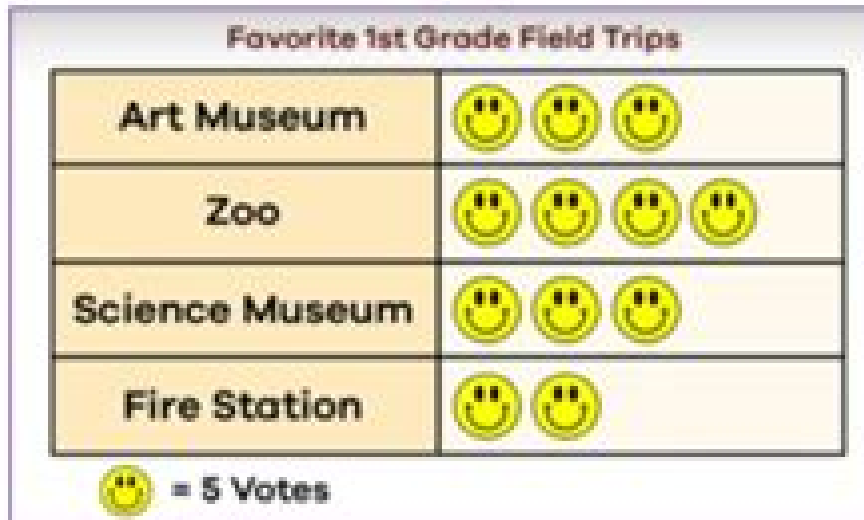 Favorite 1st Grade Field Trips
Art Museum
Zoo
Science Museum
Fire Station
= 5 Votes